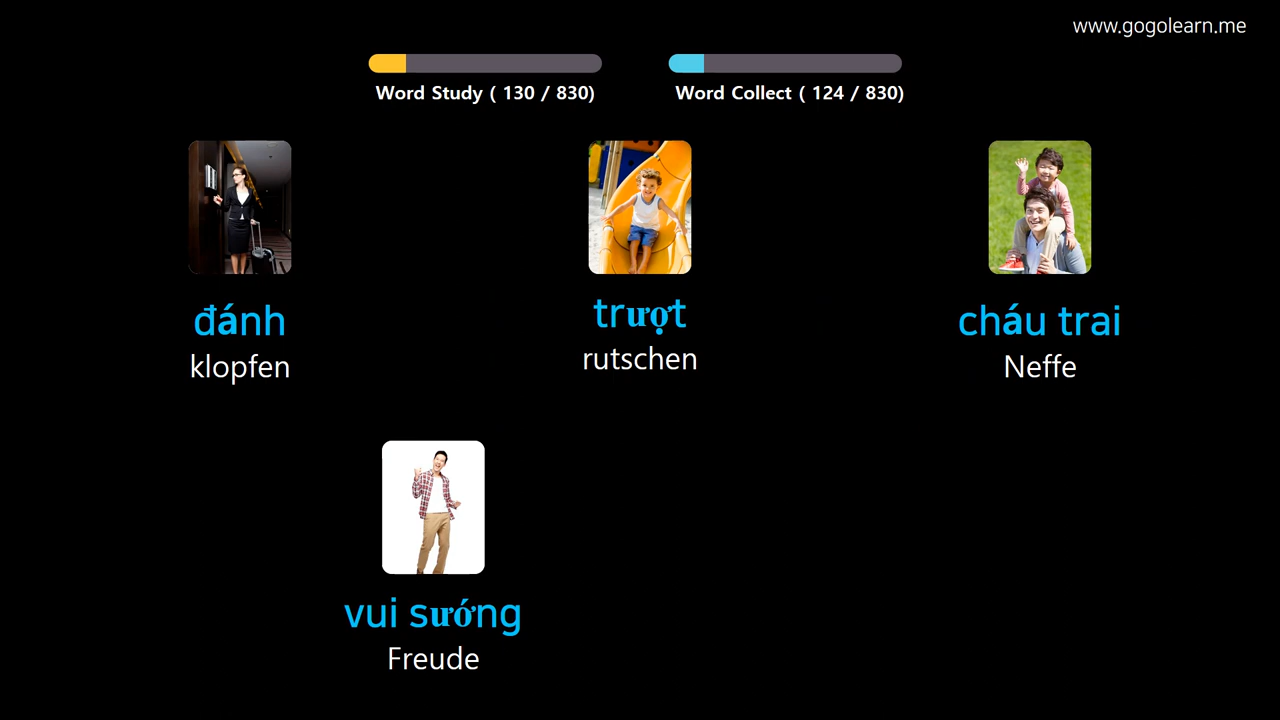 www.gogolearn.me
Word Study ( 130 / 830)
Word Collect ( 124 / 830)
đánh
klopfen
trượt
rutschen
cháu trai
Neffe
vui sướng
Freude